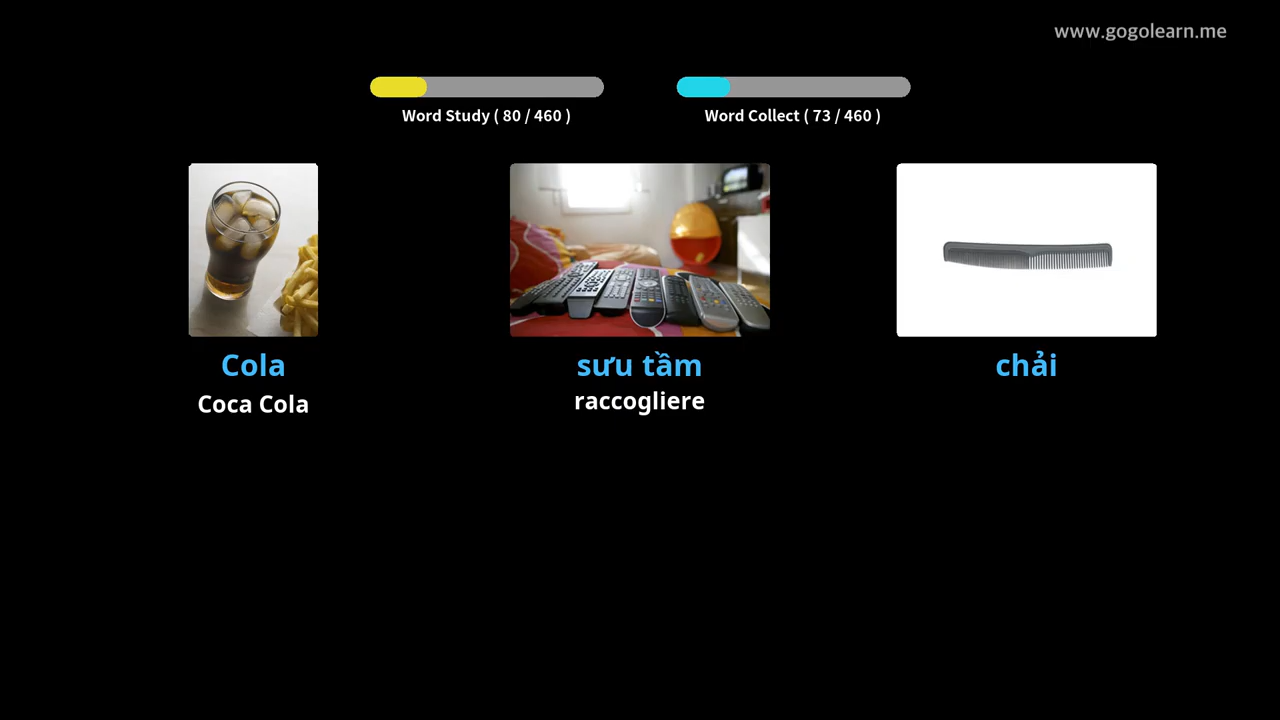 www.gogolearn.me
Word Study ( 80 / 460 )
Word Collect ( 73 / 460 )
Cola
Coca Cola
sưu tầm
raccogliere
chải